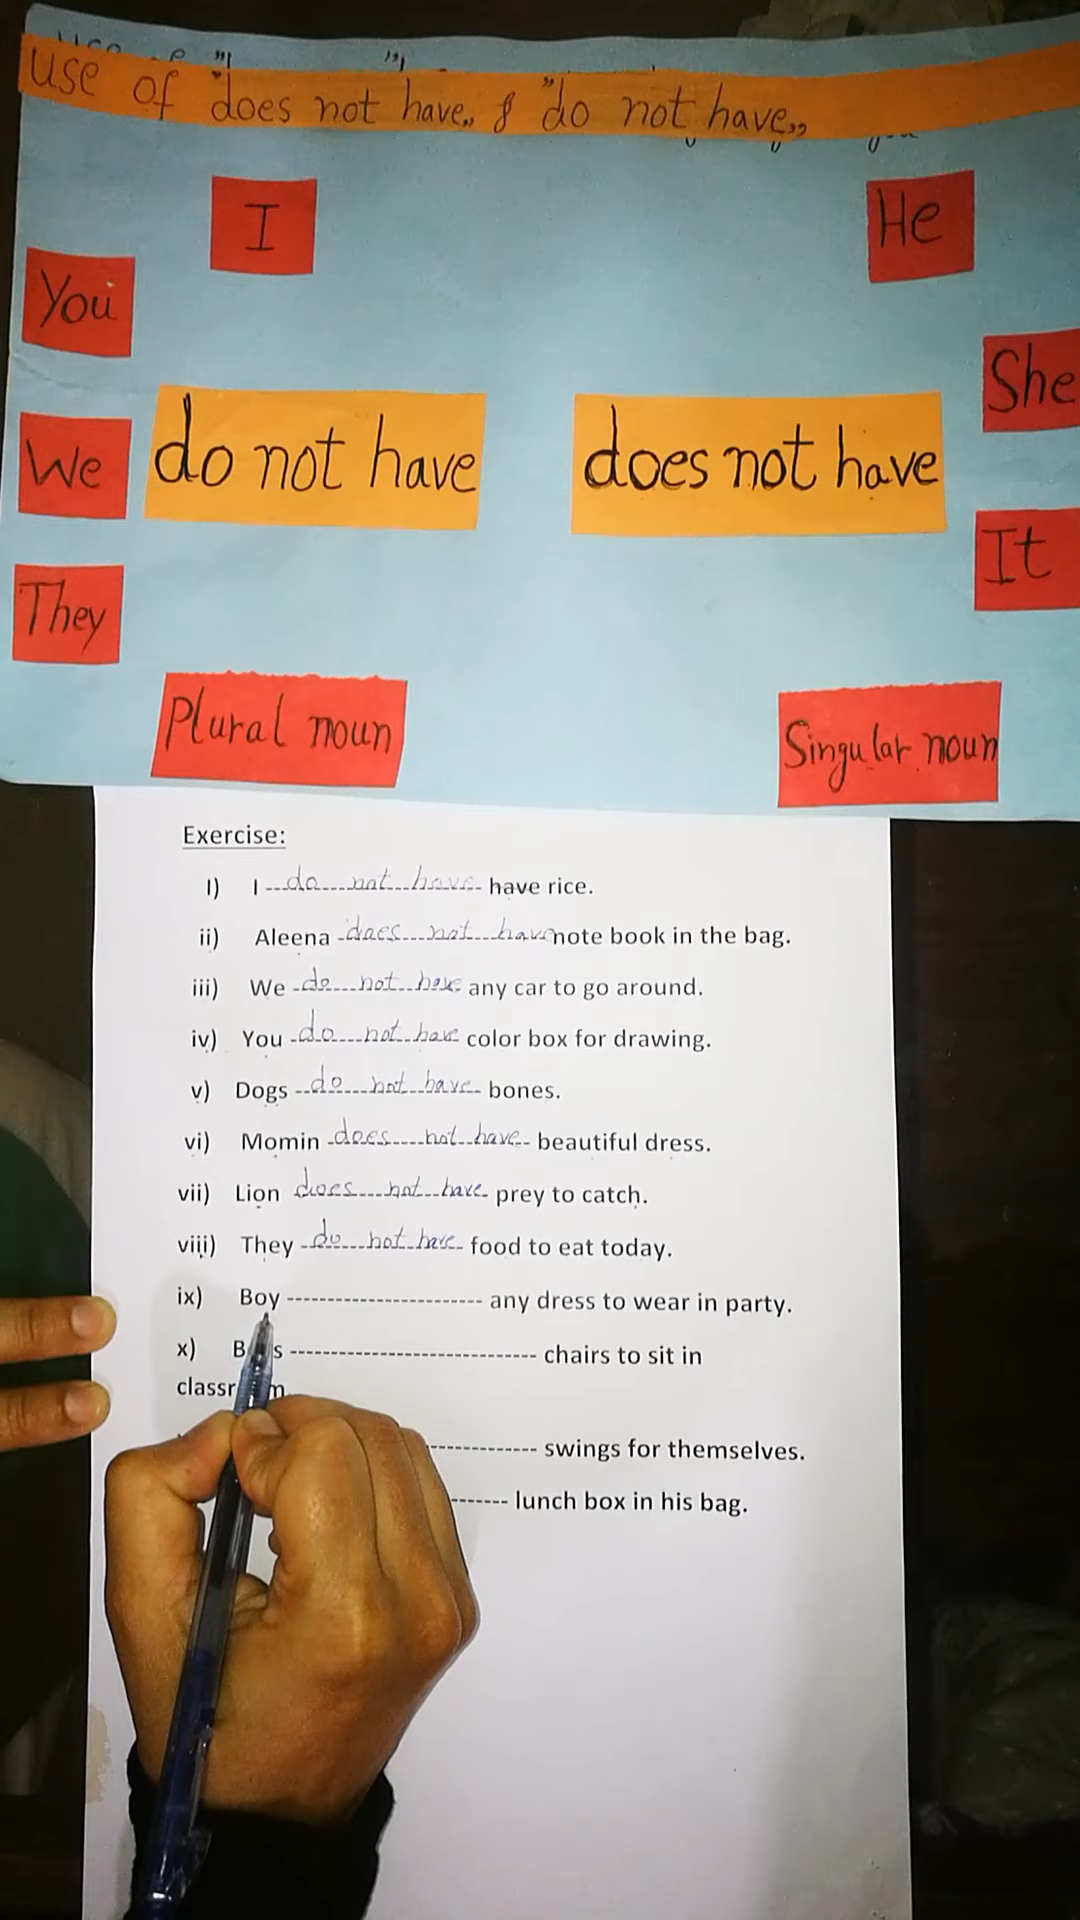 use of "does not have„ & "do not have„
I
He
You
She
We
do not have
does not have
It
They
Plural noun
Singular noun
Exercise:
I) I ---do---not---have-- have rice.
ii) Aleena -does---not---have note book in the bag.
iii) We --do---not--have any car to go around.
iv) You --do---not--have color box for drawing.
v) Dogs ---do---not--have-- bones.
vi) Momin -does---not--have-- beautiful dress.
vii) Lion does---not--have- prey to catch.
viii) They --do---not-have-- food to eat today.
ix) Boy ------------------------ any dress to wear in party.
x) ------------------------------ chairs to sit in
------------- swings for themselves.
------- lunch box in his bag.